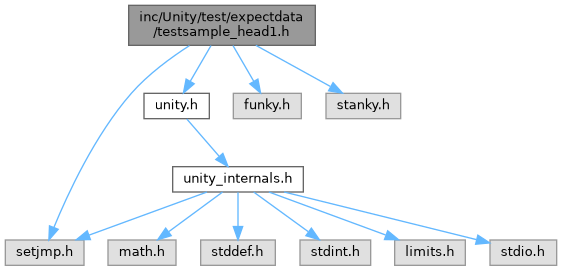 inc/Unity/test/expectdata
/testsample_head1.h
unity.h
funky.h
stanky.h
unity_internals.h
setjmp.h
math.h
stddef.h
stdint.h
limits.h
stdio.h